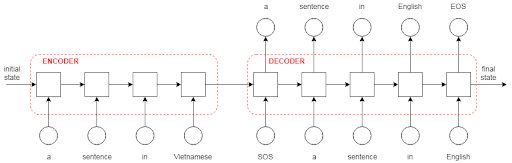 a sentence in English EOS
ENCODER DECODER
initial state
final state
a sentence in Vietnamese SOS a sentence in English